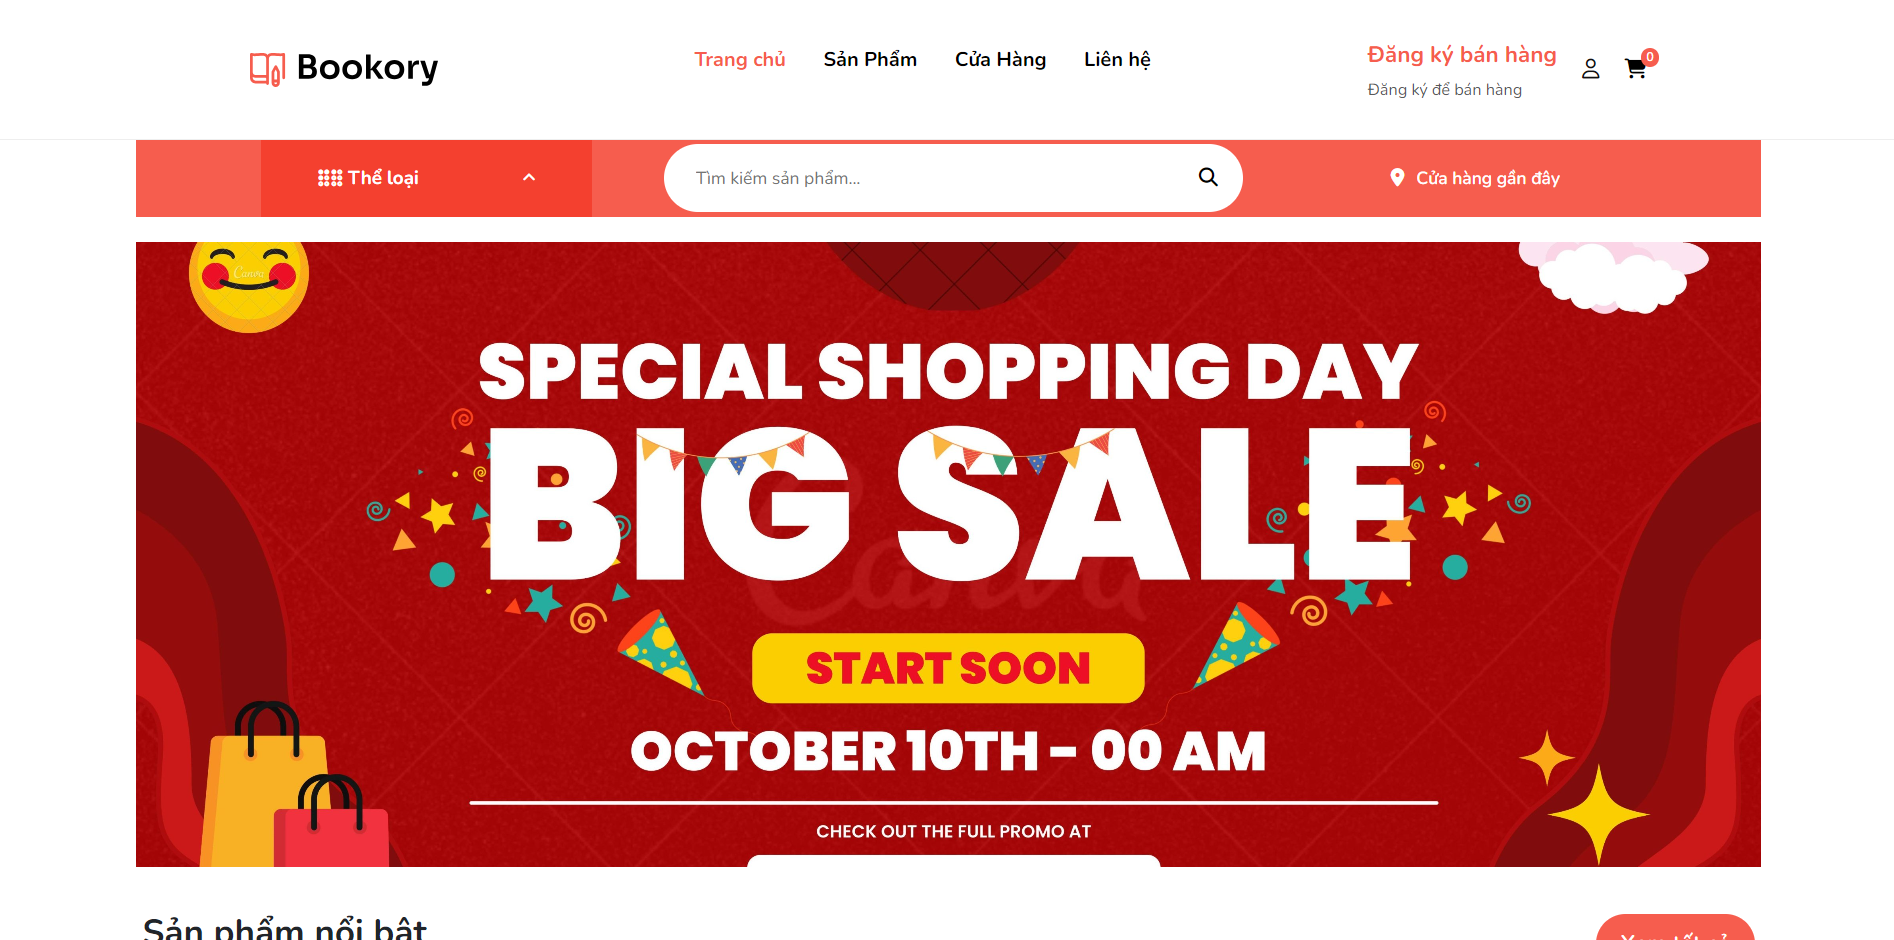 Bookory
Trang chủ Sản Phẩm Cửa Hàng Liên hệ
Đăng ký bán hàng
Đăng ký để bán hàng
0
Thể loại
Tìm kiếm sản phẩm...
Cửa hàng gần đây
Canva
SPECIAL SHOPPING DAY
BIG SALE
Canva
START SOON
OCTOBER 10TH - 00 AM
CHECK OUT THE FULL PROMO AT
Sản phẩm nổi bật